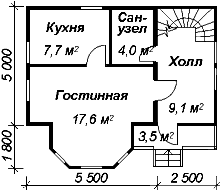 Кухня
7,7 м²
Сан-
узел
4,0 м²
Холл
9,1 м²
Гостинная
17,6 м²
3,5 м²
5 000
1 800
5 500
2 500